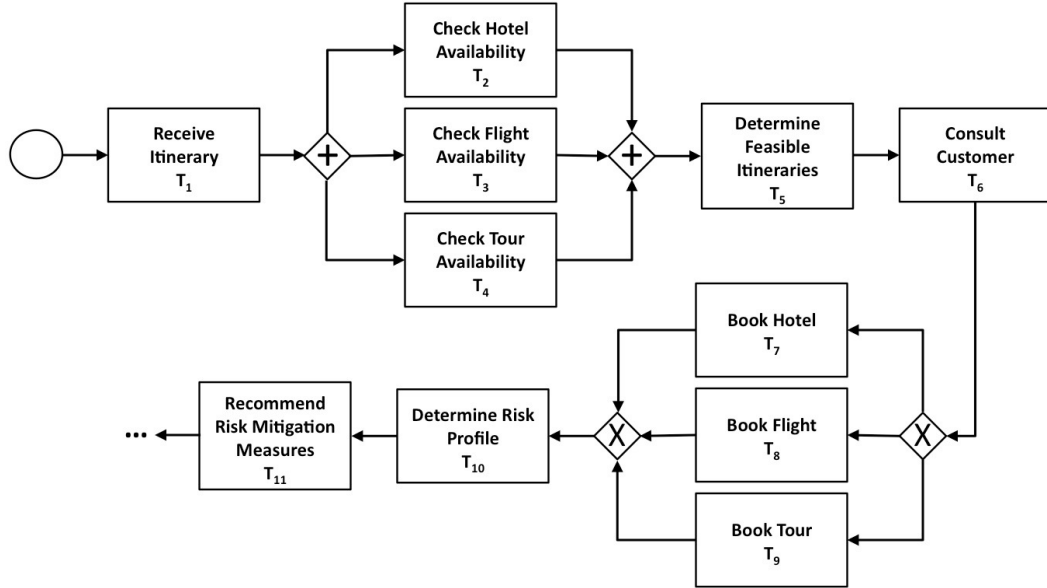 Receive
Itinerary
T1
+
Check Hotel
Availability
T2
Check Flight
Availability
T3
Check Tour
Availability
T4
+
Determine
Feasible
Itineraries
T5
Consult
Customer
T6
X
Book Hotel
T7
Book Flight
T8
Book Tour
T9
X
Determine Risk
Profile
T10
Recommend
Risk Mitigation
Measures
T11
...